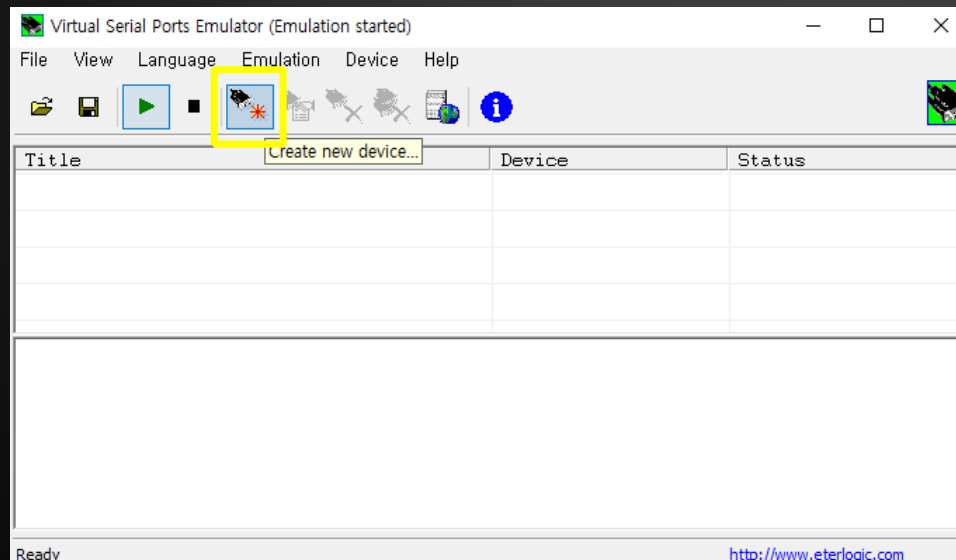 Virtual Serial Ports Emulator (Emulation started)
File View Language Emulation Device Help
Create new device...
Title Device Status
Ready http://www.eterlogic.com